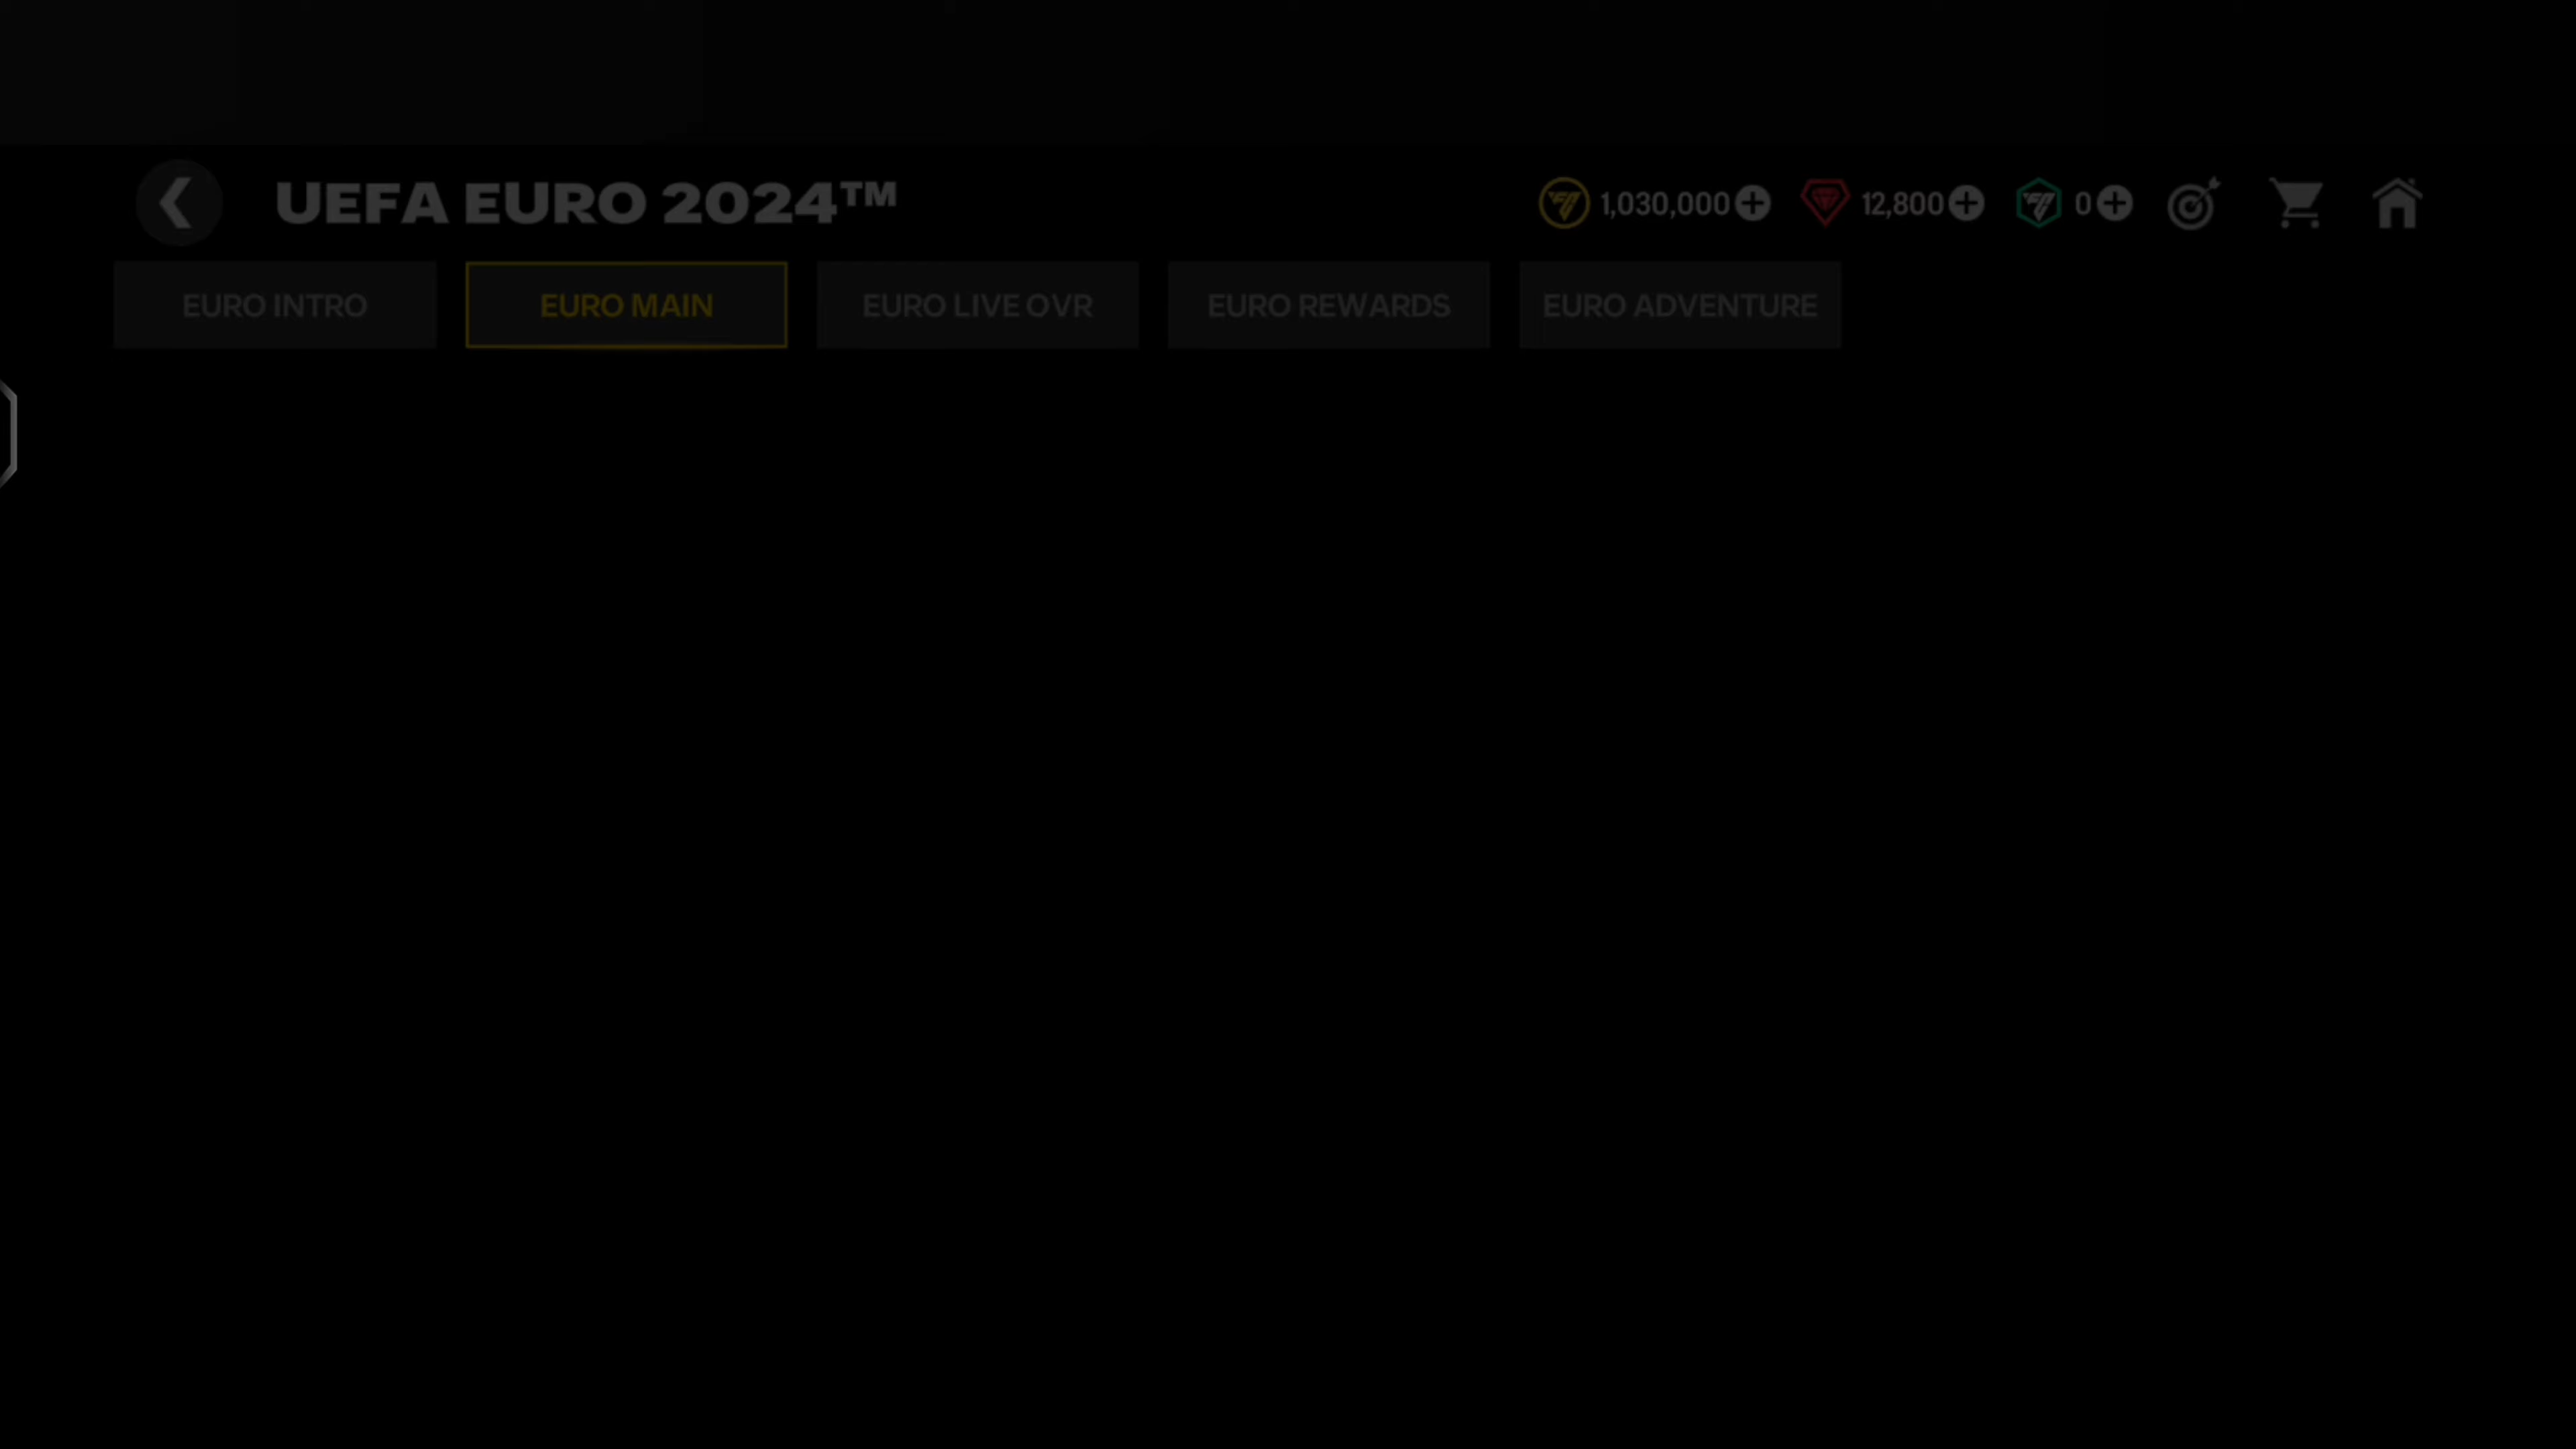 UEFA EURO 2024™
1,030,000
12,800
0
EURO INTRO
EURO MAIN
EURO LIVE OVR
EURO REWARDS
EURO ADVENTURE